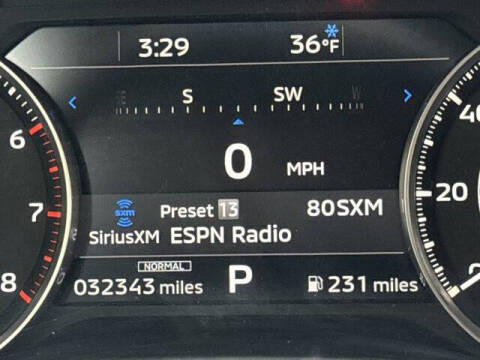 3:29 36°F
E S SW W
6 0 MPH 40
7 sxm Preset 13 80SXM 20
SiriusXM ESPN Radio
NORMAL
8 032343 miles P 231 miles